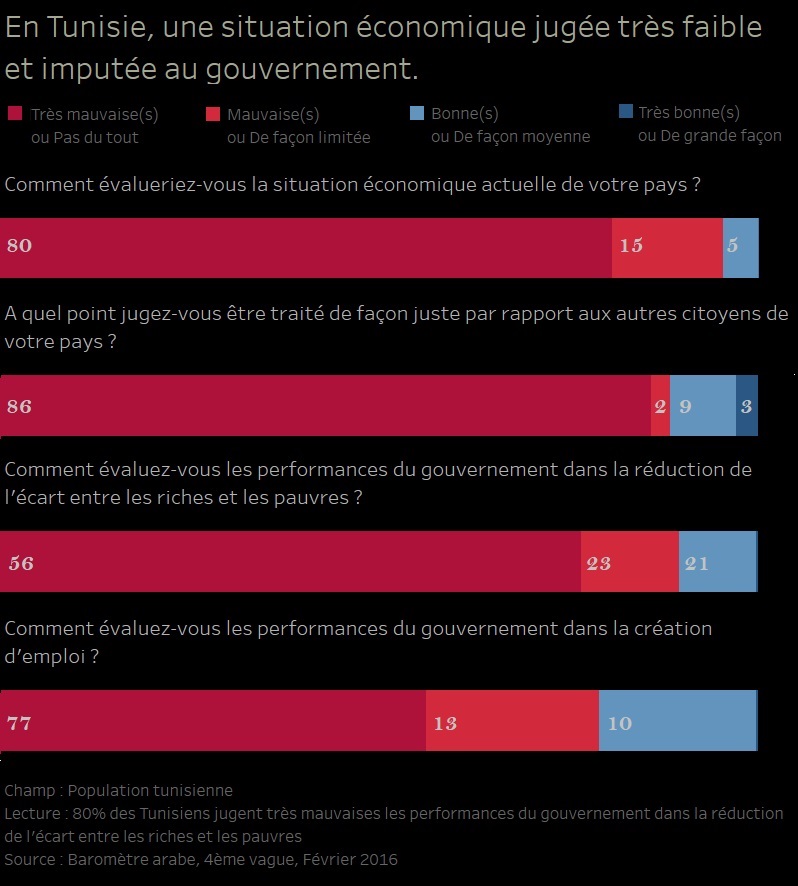 En Tunisie, une situation économique jugée très faible
et imputée au gouvernement.
Très mauvaise(s)
ou Pas du tout
Mauvaise(s)
ou De façon limitée
Bonne(s)
ou De façon moyenne
Très bonne(s)
ou De grande façon
Comment évalueriez-vous la situation économique actuelle de votre pays ?
80 15 5
A quel point jugez-vous être traité de façon juste par rapport aux autres citoyens de
votre pays ?
86 2 9 3
Comment évaluez-vous les performances du gouvernement dans la réduction de
l’écart entre les riches et les pauvres ?
56 23 21
Comment évaluez-vous les performances du gouvernement dans la création
d’emploi ?
77 13 10
Champ : Population tunisienne
Lecture : 80% des Tunisiens jugent très mauvaises les performances du gouvernement dans la réduction
de l’écart entre les riches et les pauvres
Source : Baromètre arabe, 4ème vague, Février 2016